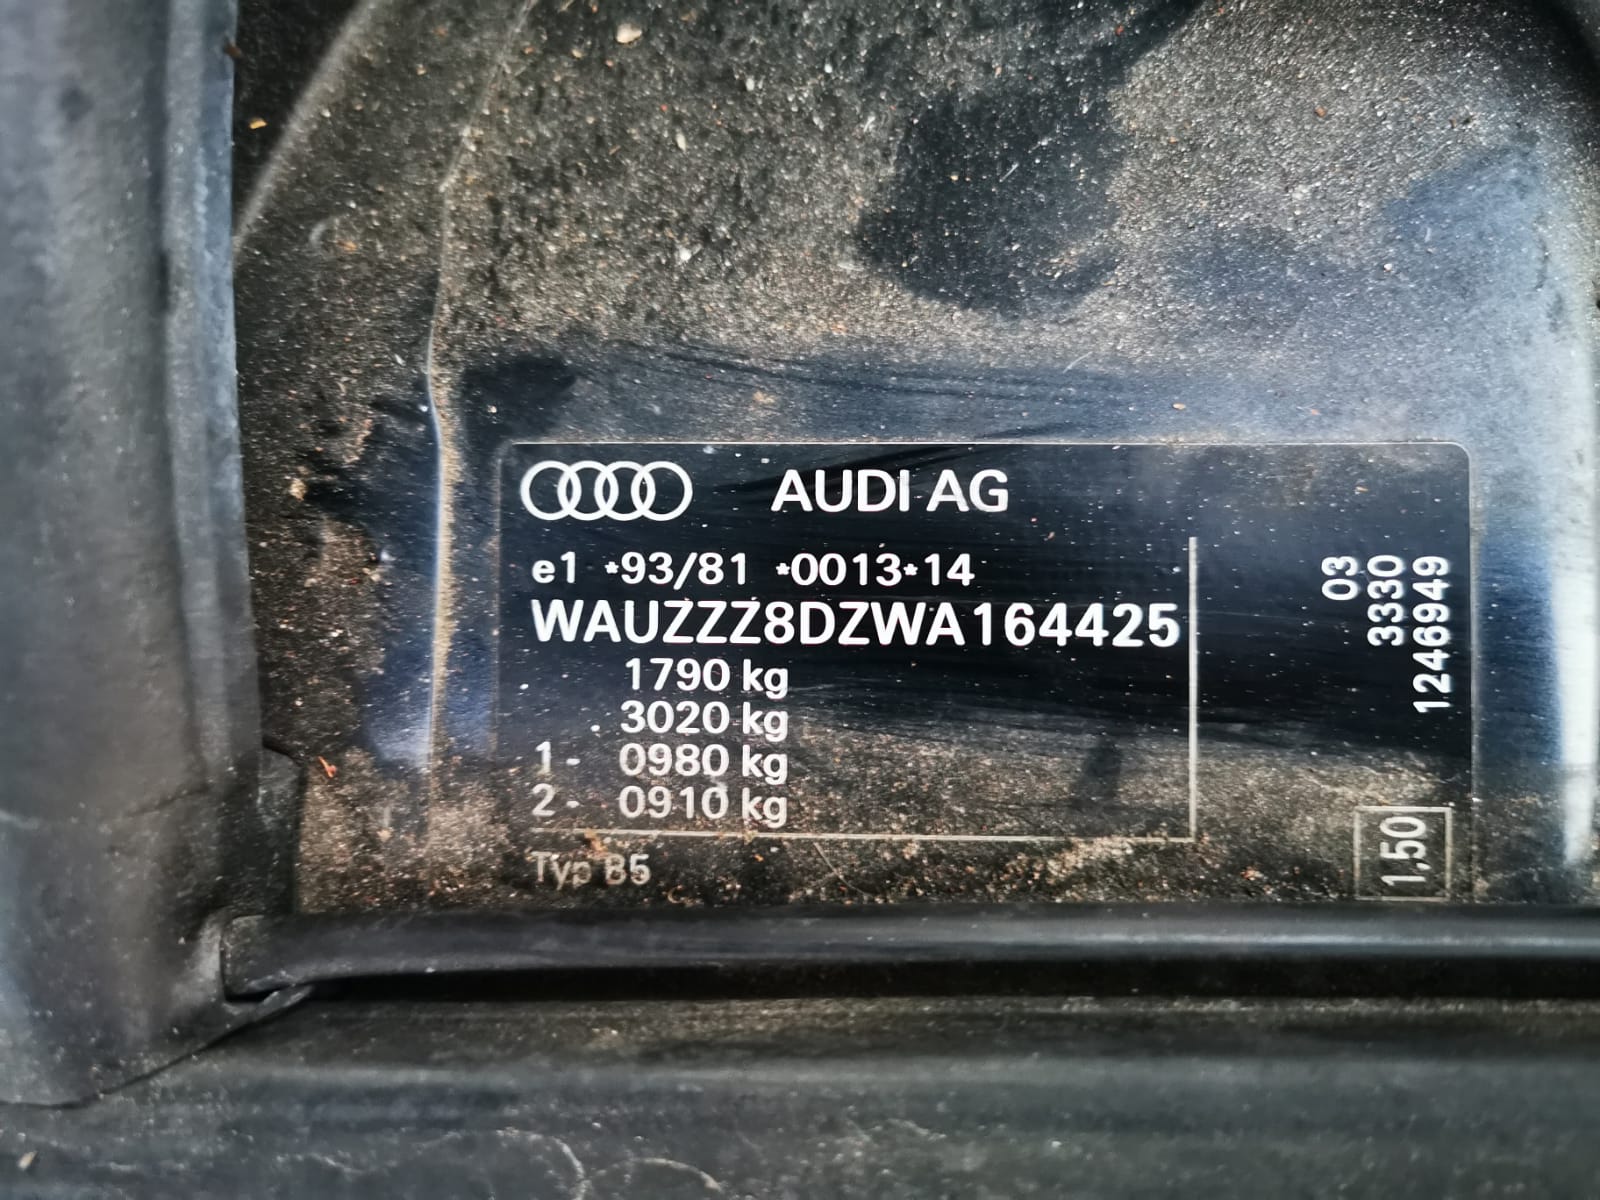 AUDI AG
e1 *93/81 *0013*14
WAUZZZ8DZWA164425
1790 kg
3020 kg
1- 0980 kg
2- 0910 kg
Typ B5
03
3330
1246949
1,50